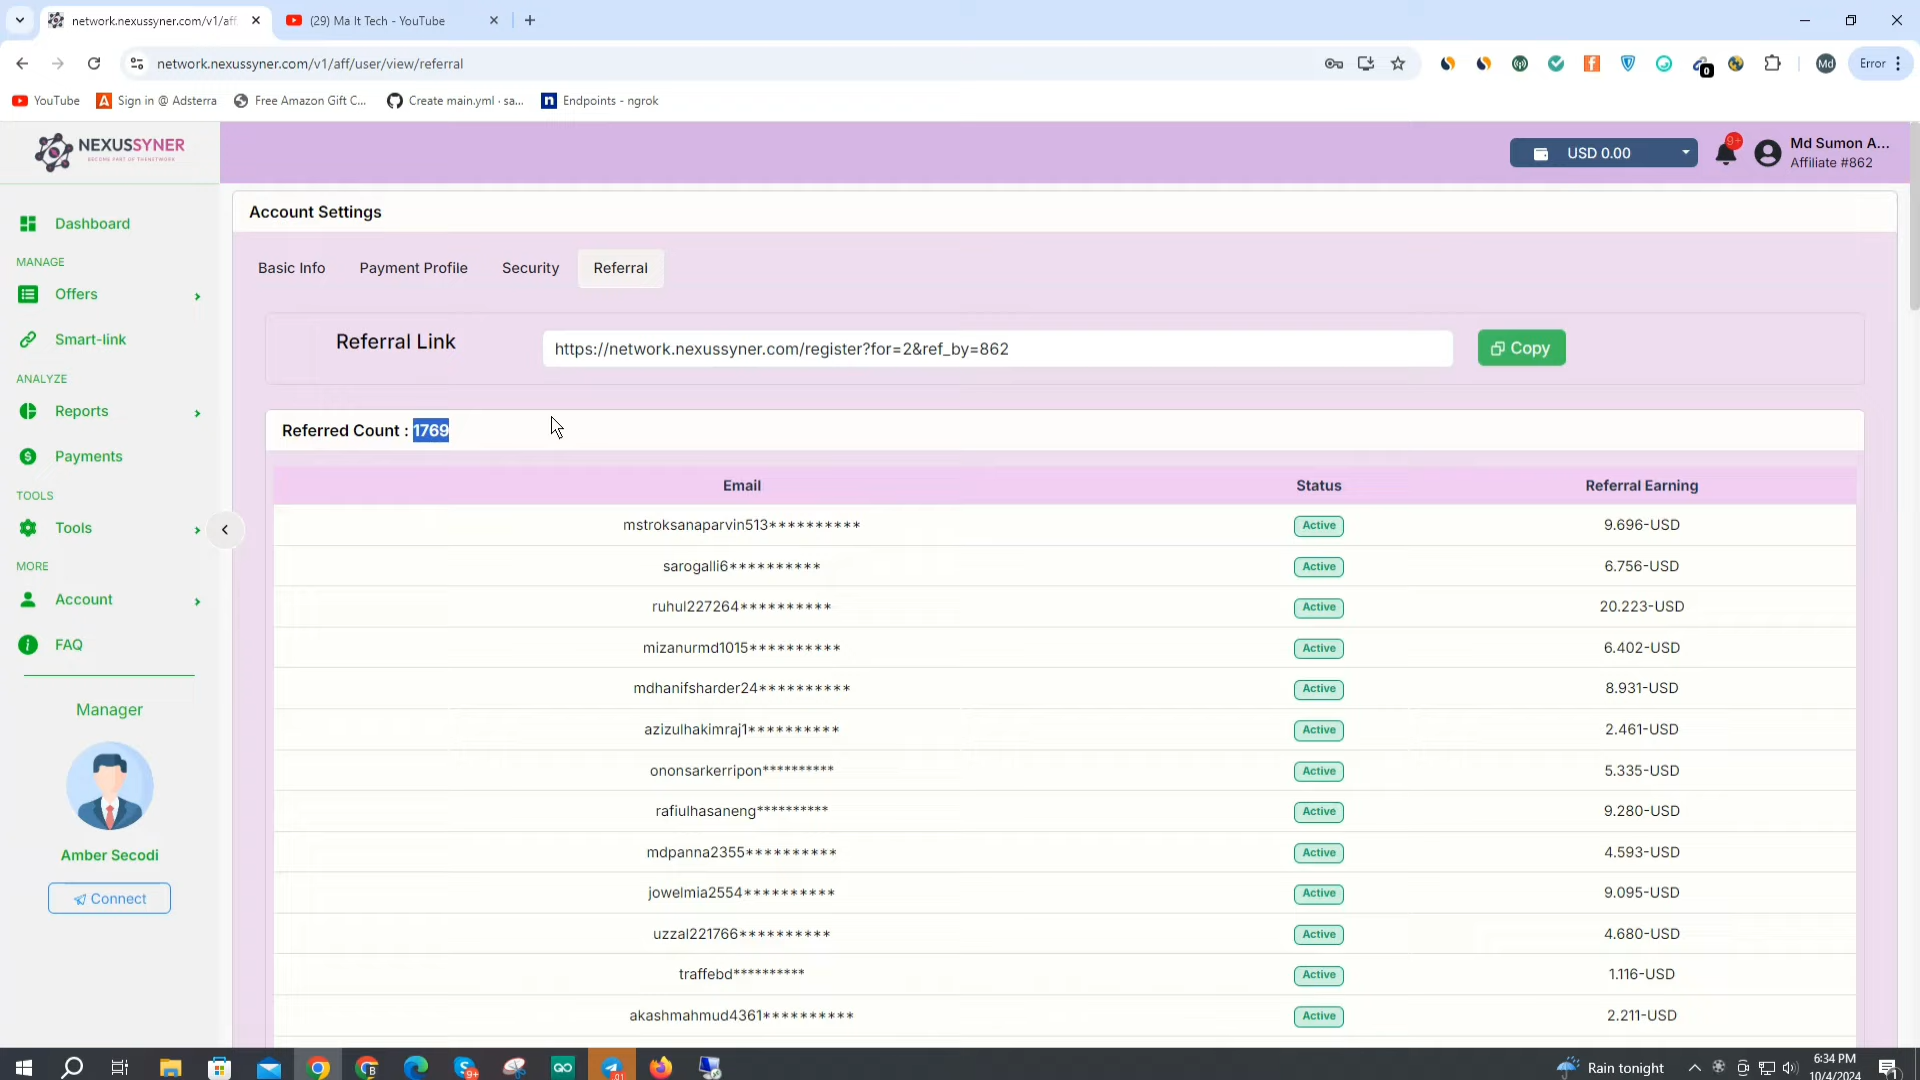 network.nexussyner.com/v1/aff
(29) Ma It Tech - YouTube
network.nexussyner.com/v1/aff/user/view/referral
0
Md
Error
YouTube
Sign in @ Adsterra
Free Amazon Gift C...
Create main.yml · sa...
Endpoints - ngrok
NEXUSSYNER
BECOME PART OF THE NETWORK
USD 0.00
9+
Md Sumon A...
Affiliate #862
Dashboard
MANAGE
Offers
Smart-link
ANALYZE
Reports
Payments
TOOLS
Tools
MORE
Account
FAQ
Manager
Amber Secodi
Connect
Account Settings
Basic Info Payment Profile Security Referral
Referral Link
https://network.nexussyner.com/register?for=2&ref_by=862
Copy
Referred Count : 1769
Email Status Referral Earning
mstroksanaparvin513********** Active 9.696-USD
sarogalli6********** Active 6.756-USD
ruhul227264********** Active 20.223-USD
mizanurmd1015********** Active 6.402-USD
mdhanifsharder24********** Active 8.931-USD
azizulhakimraj1********** Active 2.461-USD
ononsarkerripon********** Active 5.335-USD
rafiulhasaneng********** Active 9.280-USD
mdpanna2355********** Active 4.593-USD
jowelmia2554********** Active 9.095-USD
uzzal221766********** Active 4.680-USD
traffebd********** Active 1.116-USD
akashmahmud4361********** Active 2.211-USD
Rain tonight
6:34 PM
10/4/2024